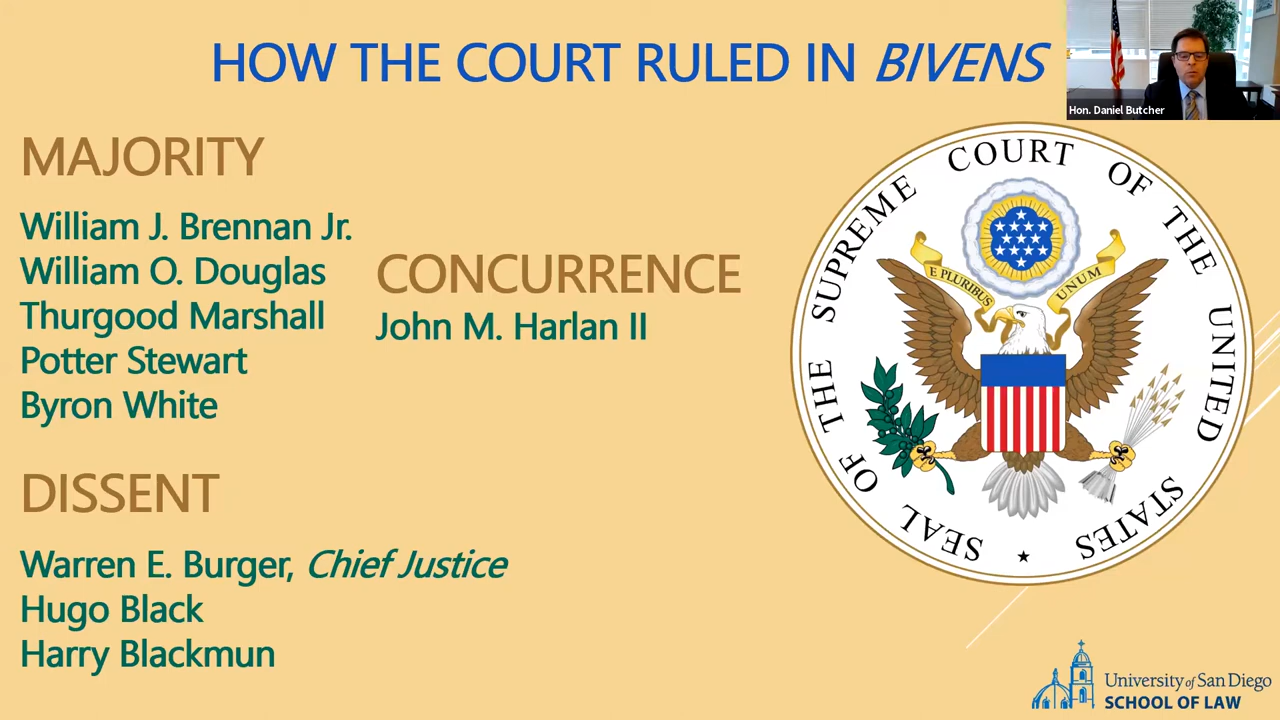 HOW THE COURT RULED IN BIVENS
Hon. Daniel Butcher
MAJORITY
William J. Brennan Jr.
William O. Douglas
Thurgood Marshall
Potter Stewart
Byron White
CONCURRENCE
John M. Harlan II
DISSENT
Warren E. Burger, Chief Justice
Hugo Black
Harry Blackmun
SEAL OF THE SUPREME COURT OF THE UNITED STATES
E PLURIBUS UNUM
University of San Diego
SCHOOL OF LAW